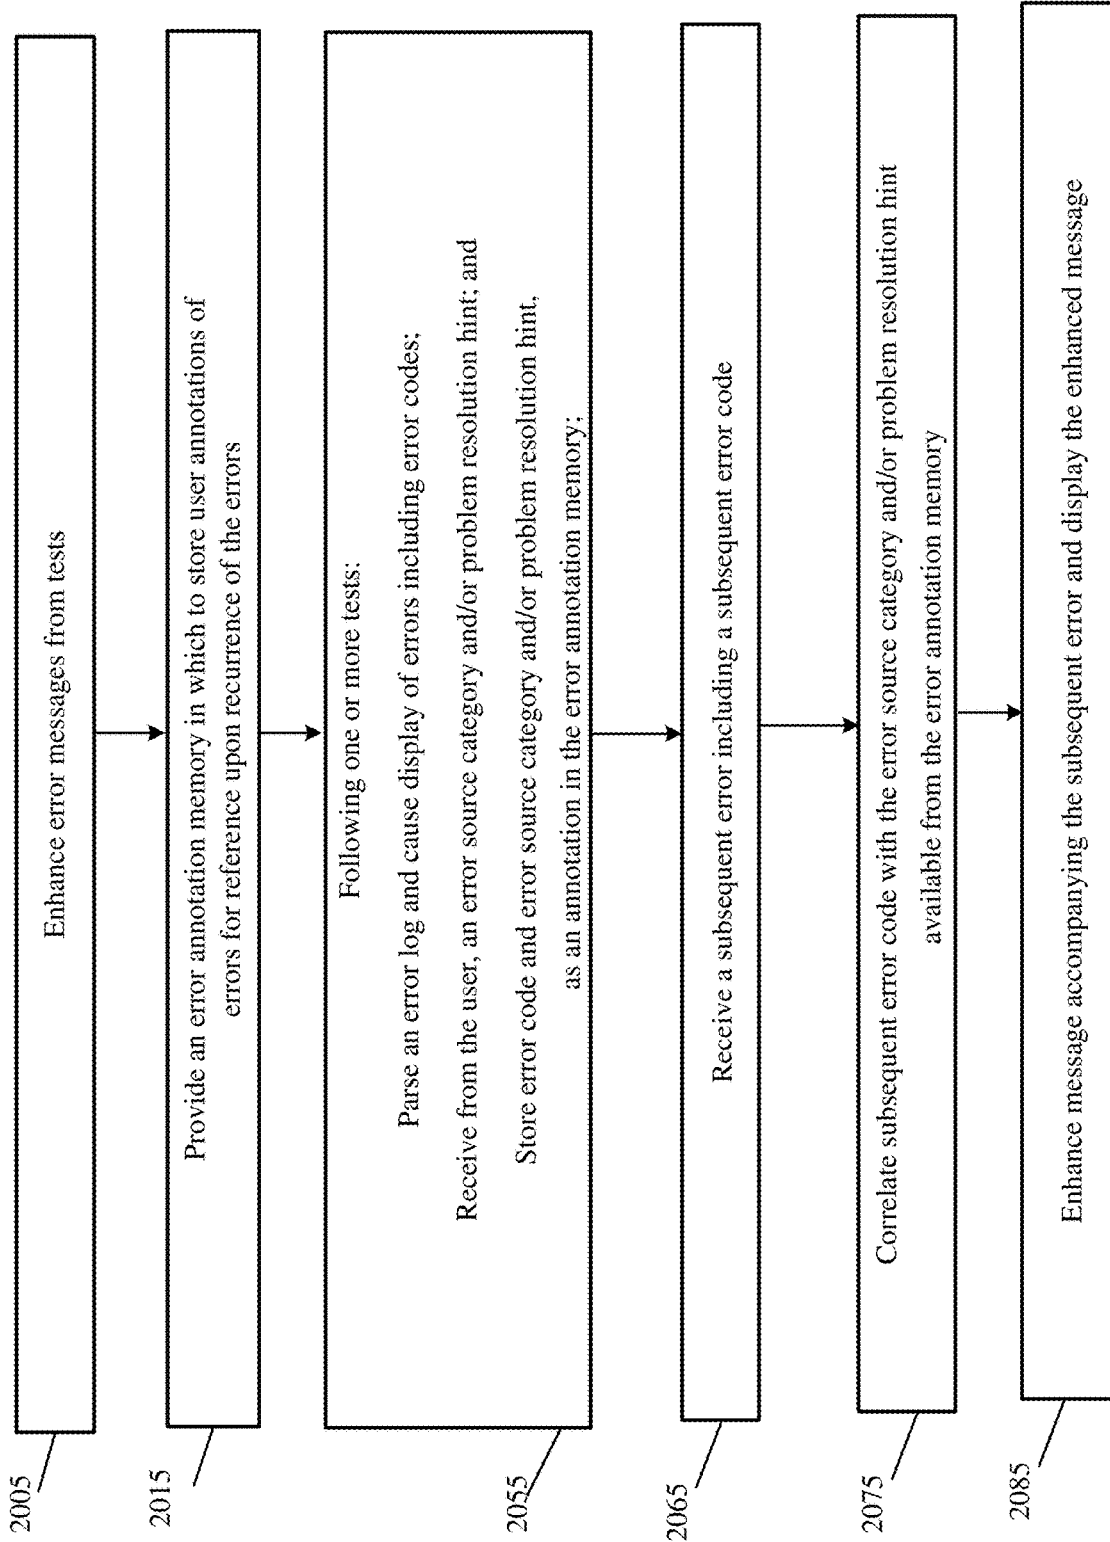 2005
Enhance error messages from tests
2015
Provide an error annotation memory in which to store user annotations of
errors for reference upon recurrence of the errors
2055
Following one or more tests:
Parse an error log and cause display of errors including error codes;
Receive from the user, an error source category and/or problem resolution hint; and
Store error code and error source category and/or problem resolution hint,
as an annotation in the error annotation memory;
2065
Receive a subsequent error including a subsequent error code
2075
Correlate subsequent error code with the error source category and/or problem resolution hint
available from the error annotation memory
2085
Enhance message accompanying the subsequent error and display the enhanced message